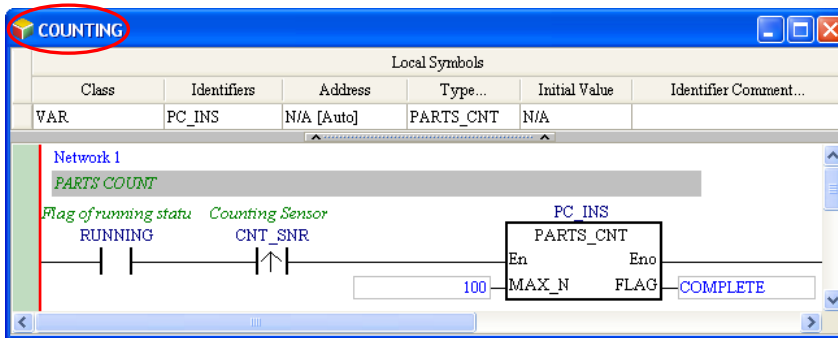 COUNTING
Local Symbols
Class Identifiers Address Type... Initial Value Identifier Comment...
VAR PC_INS N/A [Auto] PARTS_CNT N/A
Network 1
PARTS COUNT
Flag of running statu Counting Sensor PC_INS
RUNNING CNT_SNR PARTS_CNT
En Eno
100 MAX_N FLAG COMPLETE